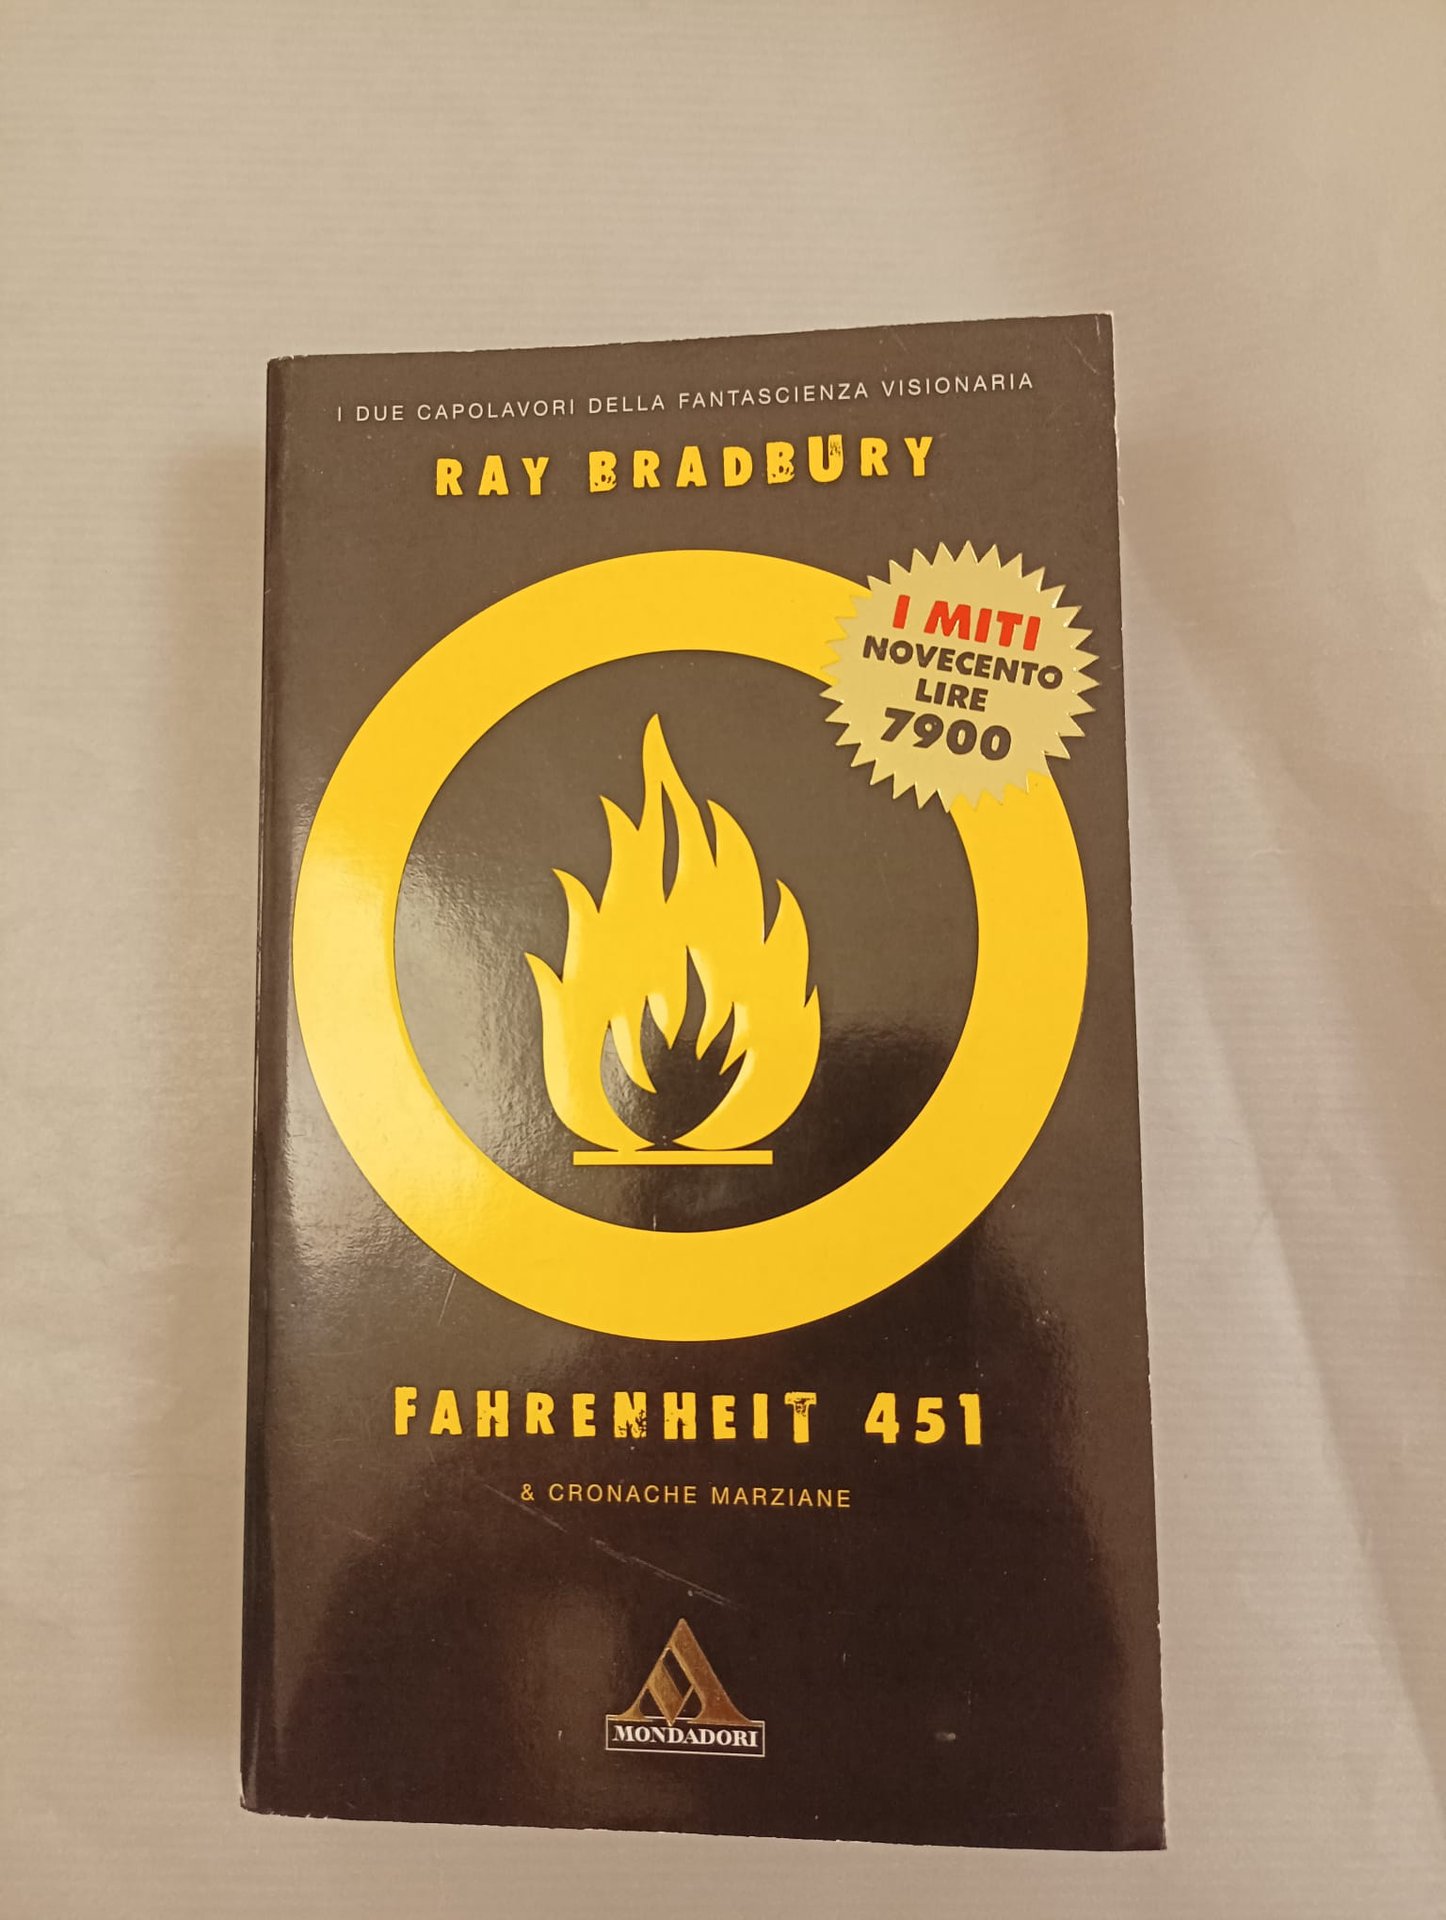 I DUE CAPOLAVORI DELLA FANTASCIENZA VISIONARIA
RAY BRADBURY
I MITI
NOVECENTO
LIRE
7900
FAHRENHEIT 451
& CRONACHE MARZIANE
MONDADORI